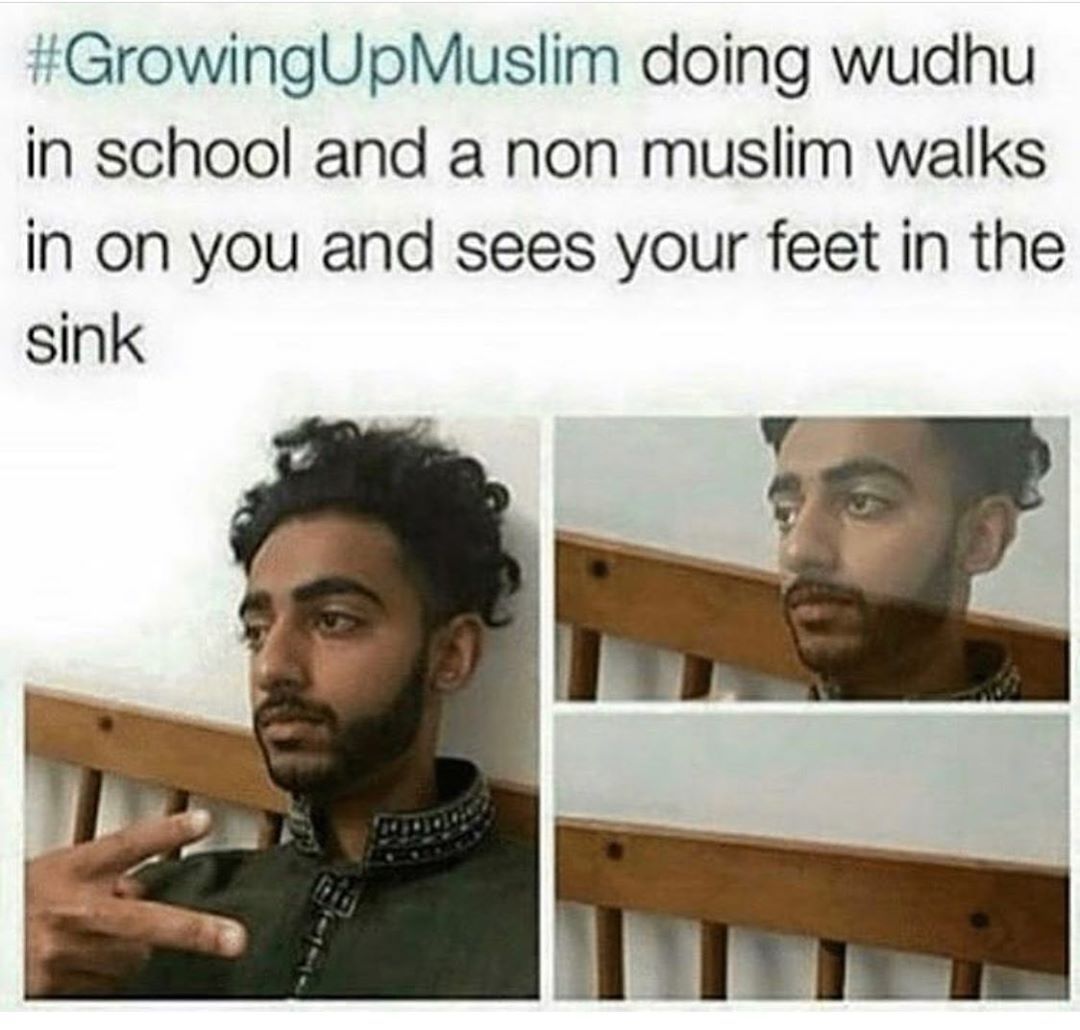 #GrowingUpMuslim doing wudhu
in school and a non muslim walks
in on you and sees your feet in the
sink